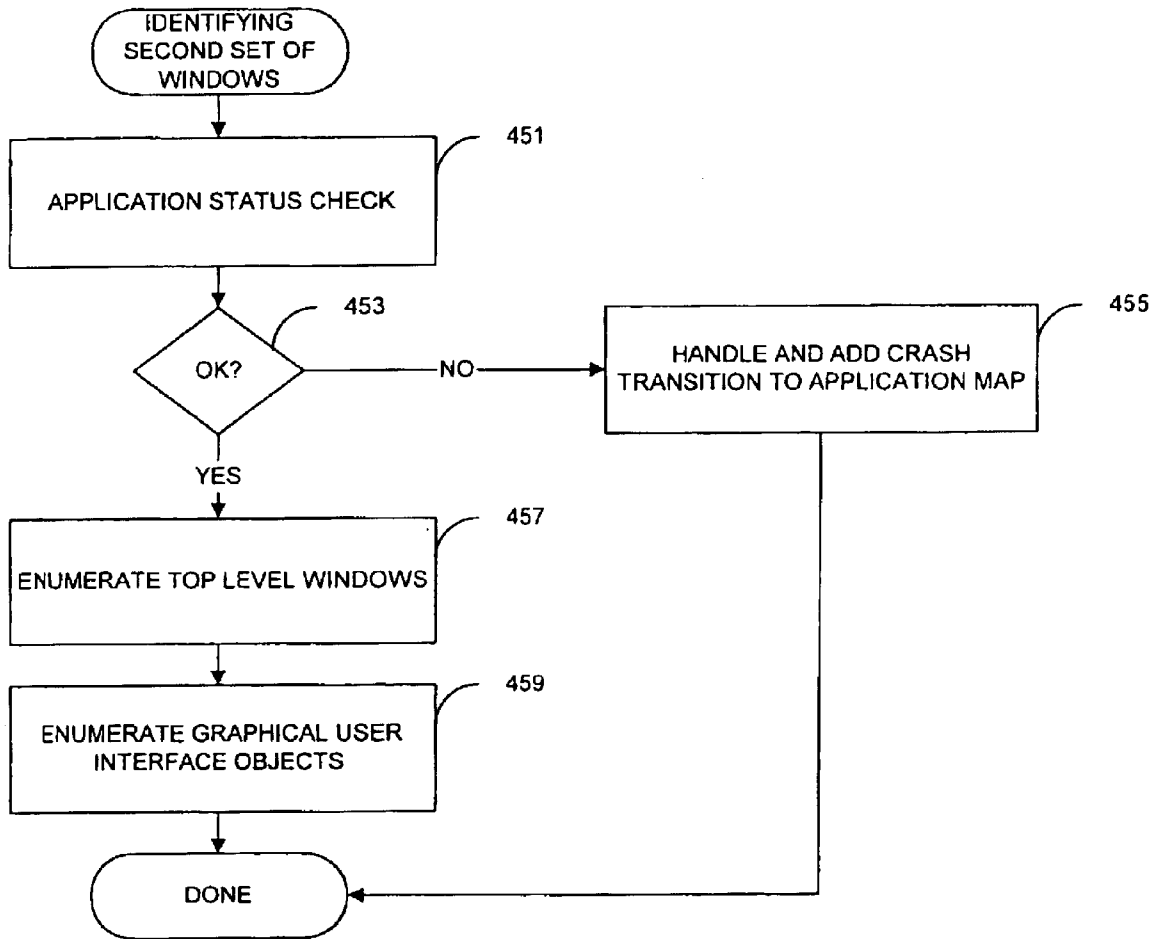 IDENTIFYING
SECOND SET OF
WINDOWS
451
APPLICATION STATUS CHECK
453
OK?
NO
455
HANDLE AND ADD CRASH
TRANSITION TO APPLICATION MAP
YES
457
ENUMERATE TOP LEVEL WINDOWS
459
ENUMERATE GRAPHICAL USER
INTERFACE OBJECTS
DONE